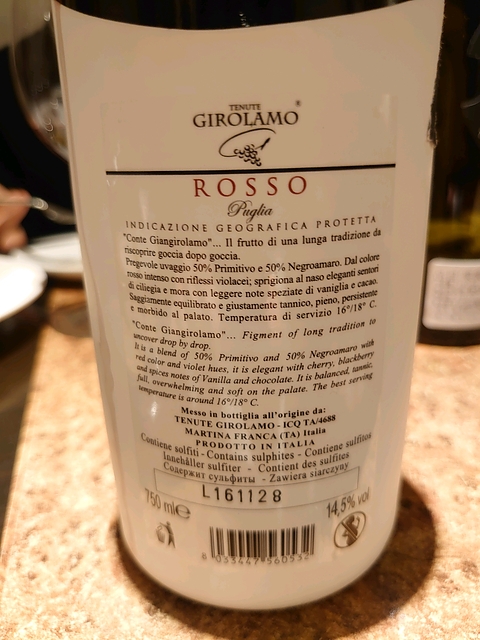 TENUTE
GIROLAMO®
ROSSO
Puglia
INDICAZIONE GEOGRAFICA PROTETTA
"Conte Giangirolamo"... Il frutto di una lunga tradizione da
riscoprire goccia dopo goccia.
Pregevole uvaggio 50% Primitivo e 50% Negroamaro. Dal colore
rosso intenso con riflessi violacei; sprigiona al naso eleganti sentori
di ciliegia e mora con leggere note speziate di vaniglia e cacao.
Saggiamente equilibrato e giustamente tannico, pieno, persistente
e morbido al palato. Temperatura di servizio 16°/18° C.
"Conte Giangirolamo"... Figment of long tradition to
uncover drop by drop.
It is a blend of 50% Primitivo and 50% Negroamaro with
red color and violet hues, it is elegant with cherry, blackberry
and spices notes of Vanilla and chocolate. It is balanced, tannic,
full, overwhelming and soft on the palate. The best serving
temperature is around 16°/18° C.
Messo in bottiglia all'origine da:
TENUTE GIROLAMO - ICQ TA/4688
MARTINA FRANCA (TA) Italia
PRODOTTO IN ITALIA
Contiene solfiti - Contains sulphites - Contiene sulfitos
Innehåller sulfiter - Contient des sulfites
Содержит сульфиты - Zawiera siarczyny
L161128
750 ml e 14,5% vol
8 033447 560532